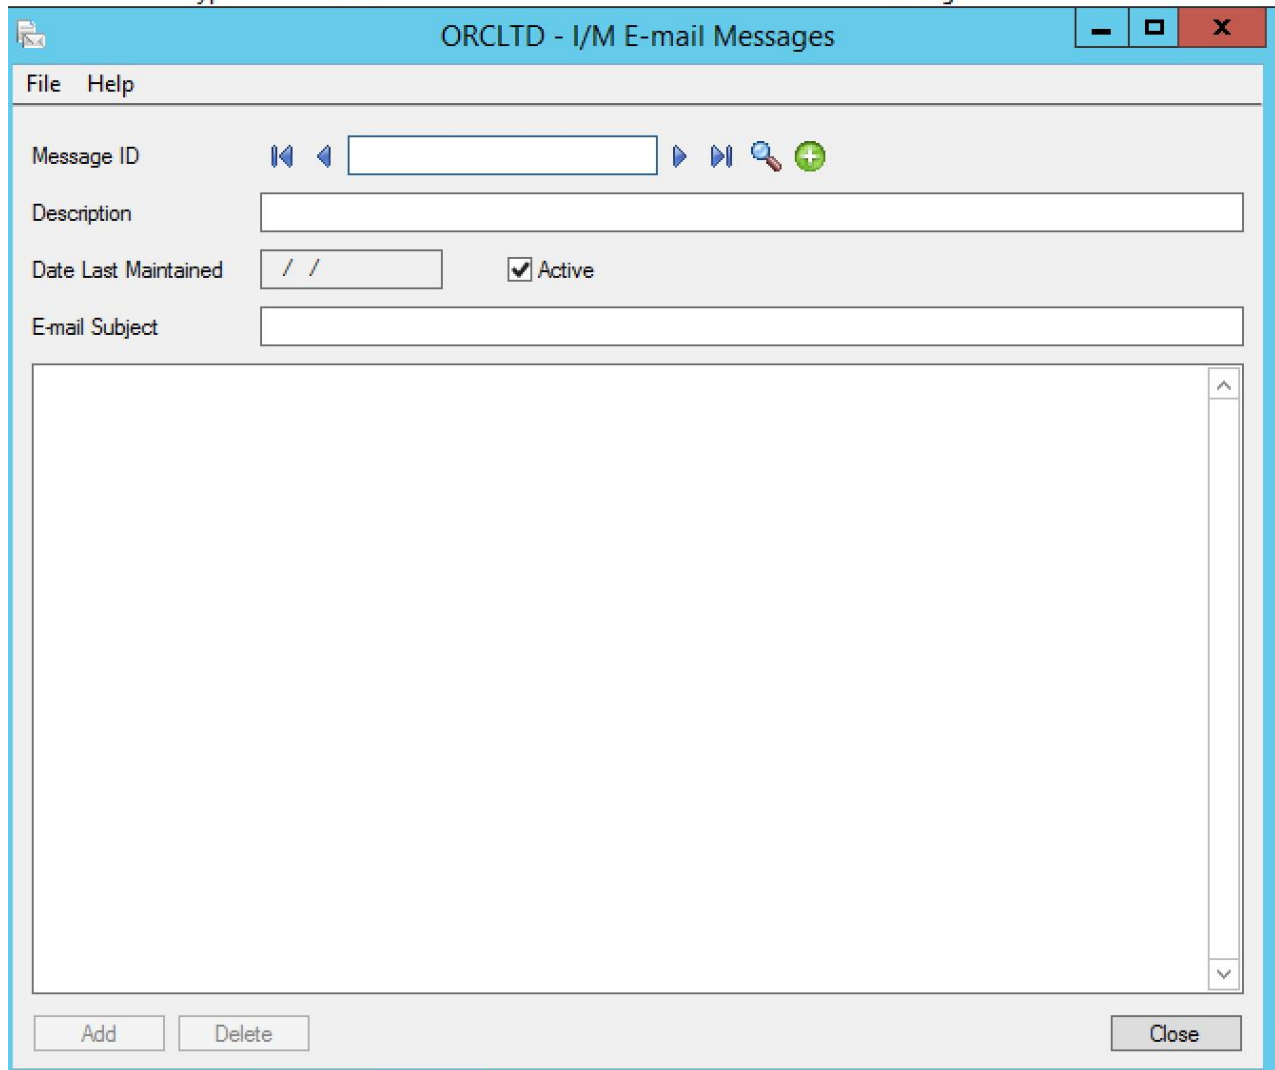 ORCLTD - I/M E-mail Messages
File Help
Message ID
Description
Date Last Maintained / / Active
E-mail Subject
Add Delete Close